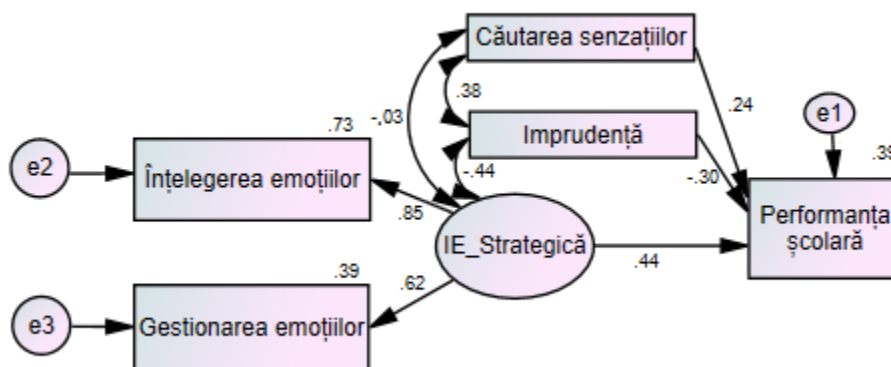 Căutarea senzațiilor
.38
-,03
.24
e1
.73
Imprudență
.39
e2
-.44
-.30
Înțelegerea emoțiilor
.85
Performanța
școlară
IE_Strategică
.44
.39
.62
e3
Gestionarea emoțiilor